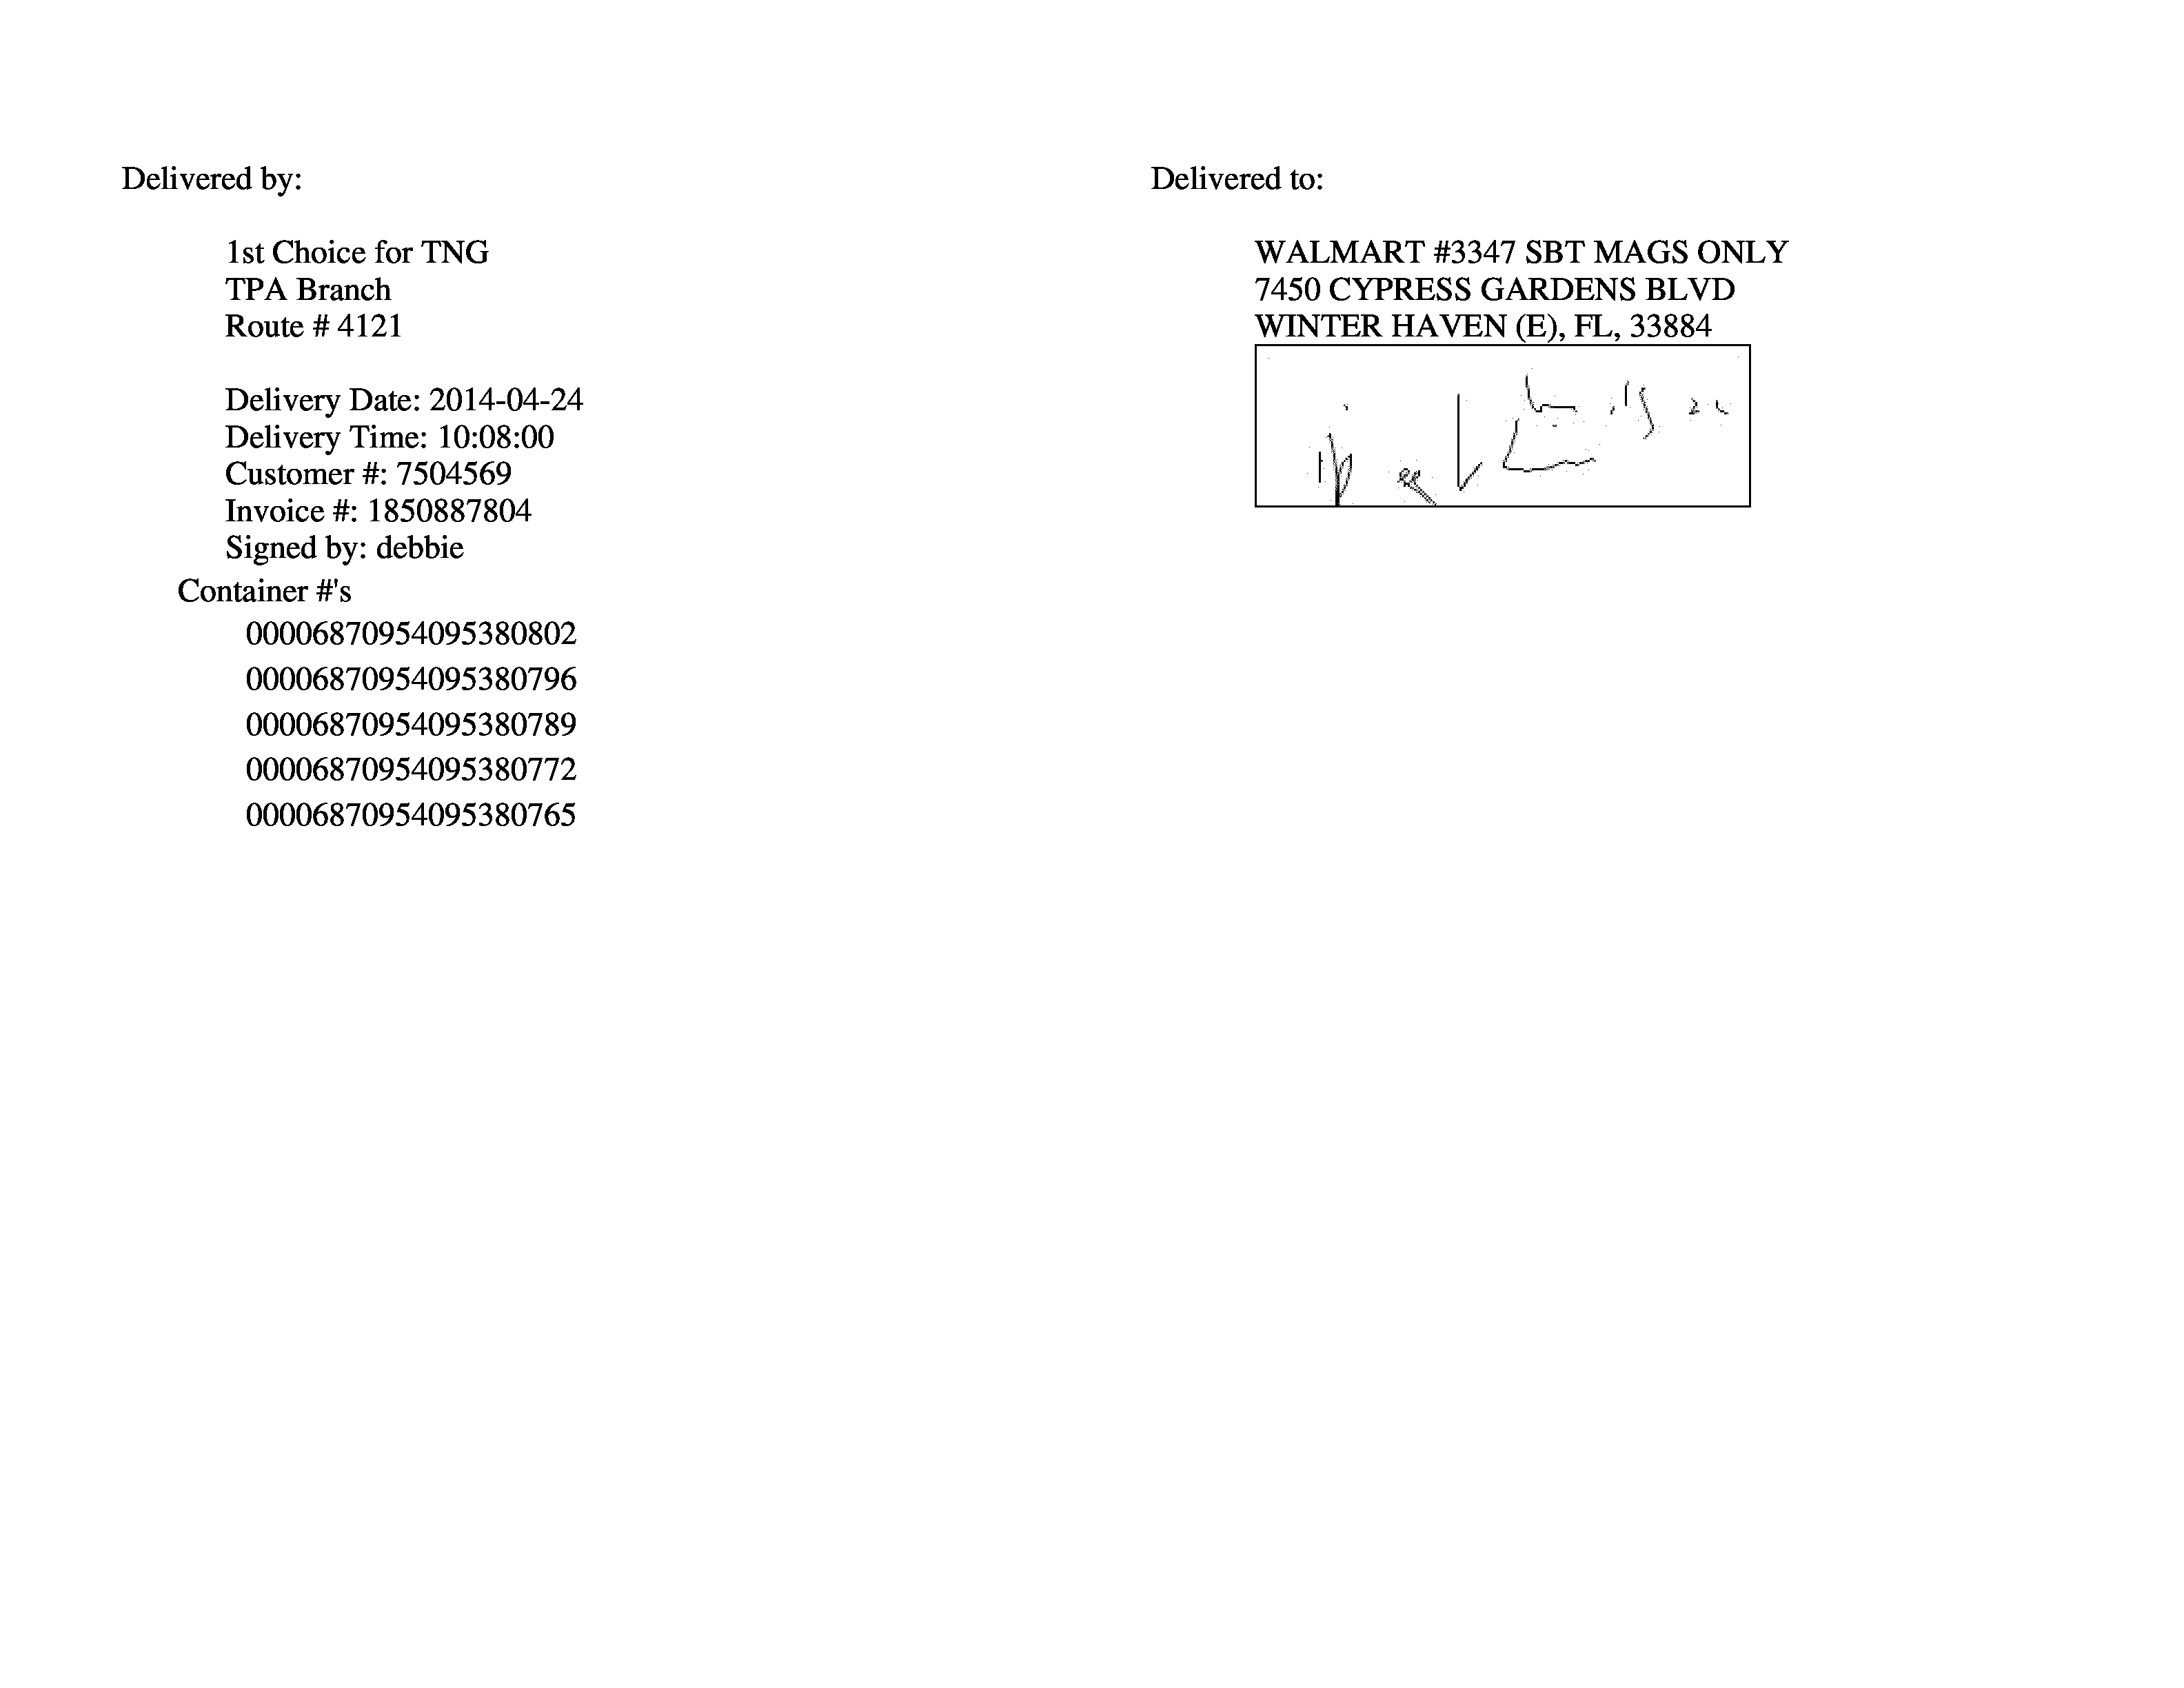 Delivered by:
1st Choice for TNG
TPA Branch
Route # 4121
Delivery Date: 2014-04-24
Delivery Time: 10:08:00
Customer #: 7504569
Invoice #: 1850887804
Signed by: debbie
Container #'s
00006870954095380802
00006870954095380796
00006870954095380789
00006870954095380772
00006870954095380765
Delivered to:
WALMART #3347 SBT MAGS ONLY
7450 CYPRESS GARDENS BLVD
WINTER HAVEN (E), FL, 33884